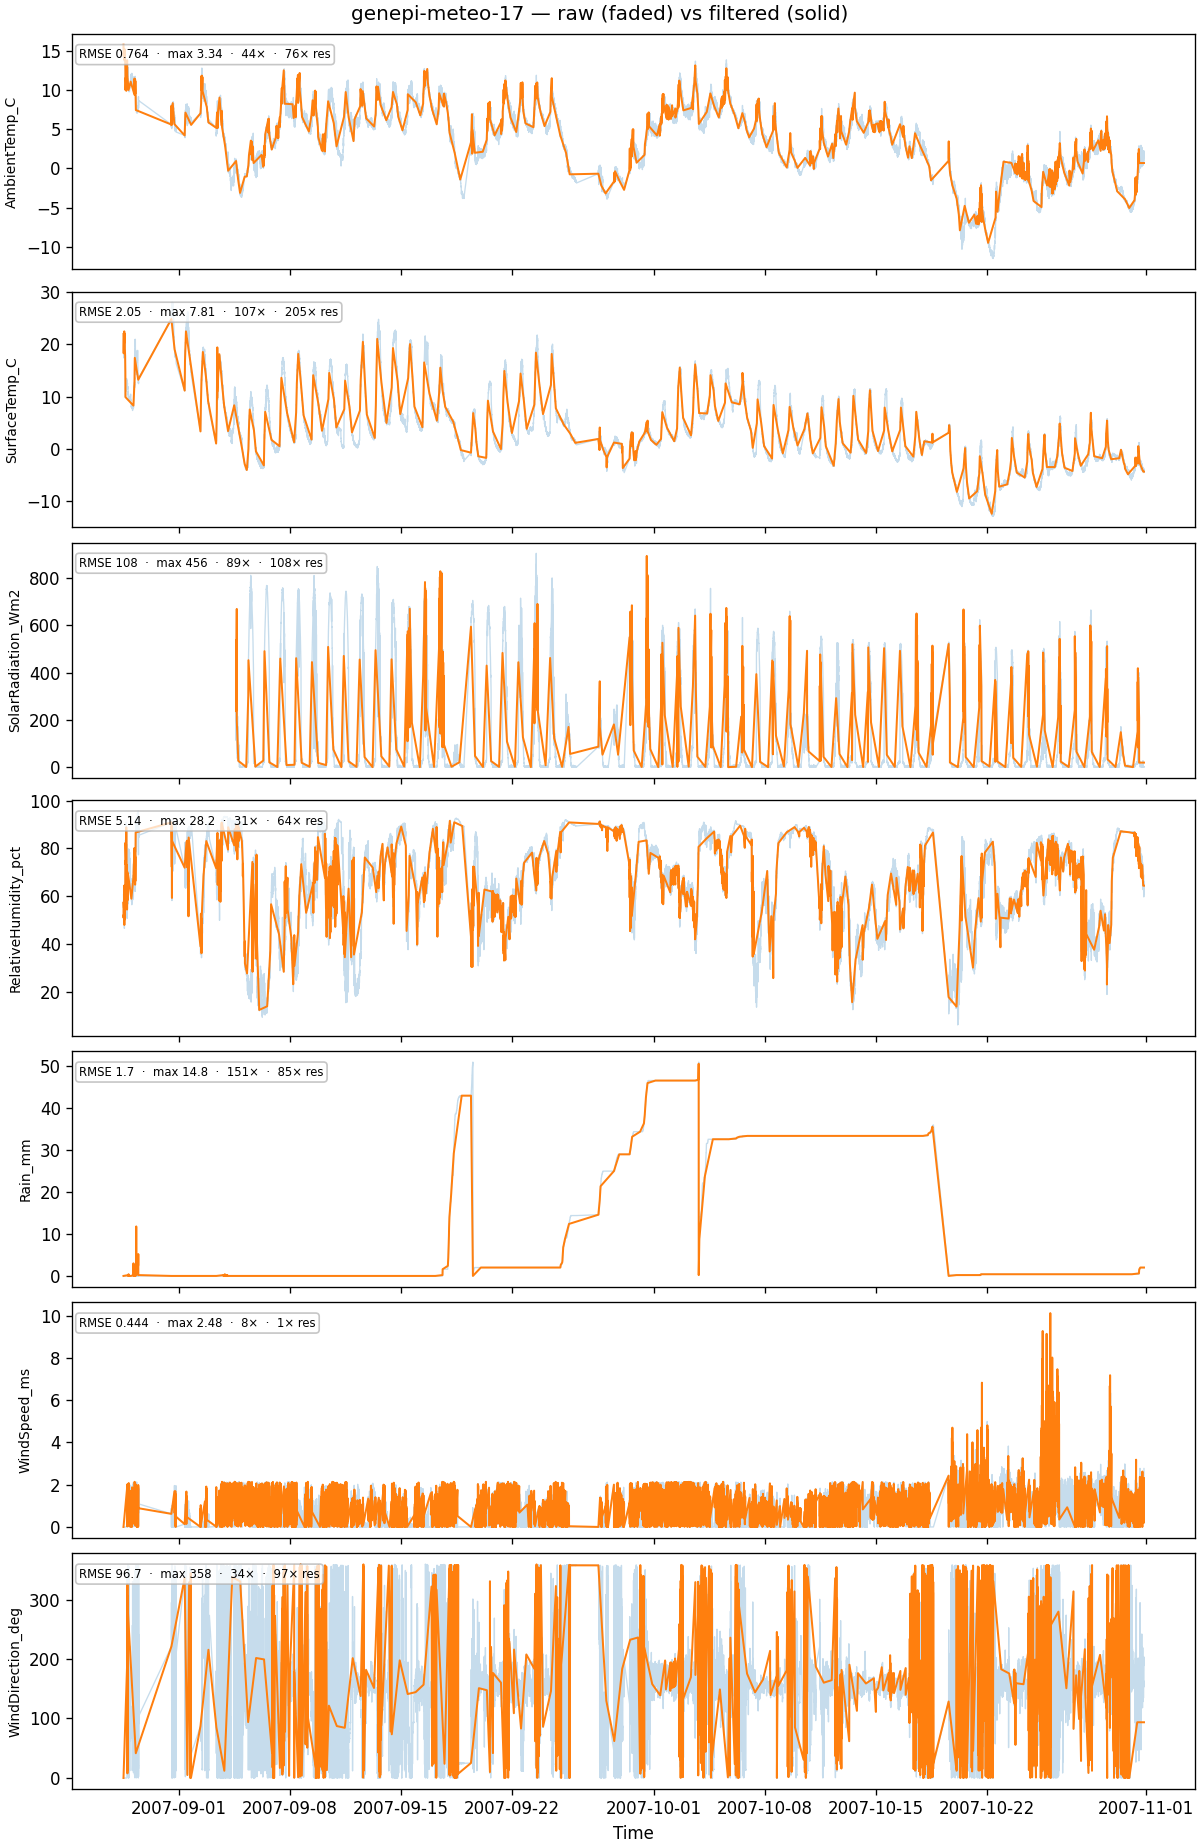 genepi-meteo-17 — raw (faded) vs filtered (solid)
AmbientTemp_C
15
10
5
0
−5
−10
RMSE 0.764 · max 3.34 · 44× · 76× res
SurfaceTemp_C
30
20
10
0
−10
RMSE 2.05 · max 7.81 · 107× · 205× res
SolarRadiation_Wm2
800
600
400
200
0
RMSE 108 · max 456 · 89× · 108× res
RelativeHumidity_pct
100
80
60
40
20
RMSE 5.14 · max 28.2 · 31× · 64× res
Rain_mm
50
40
30
20
10
0
RMSE 1.7 · max 14.8 · 151× · 85× res
WindSpeed_ms
10
8
6
4
2
0
RMSE 0.444 · max 2.48 · 8× · 1× res
WindDirection_deg
300
200
100
0
RMSE 96.7 · max 358 · 34× · 97× res
2007-09-01 2007-09-08 2007-09-15 2007-09-22 2007-10-01 2007-10-08 2007-10-15 2007-10-22 2007-11-01
Time